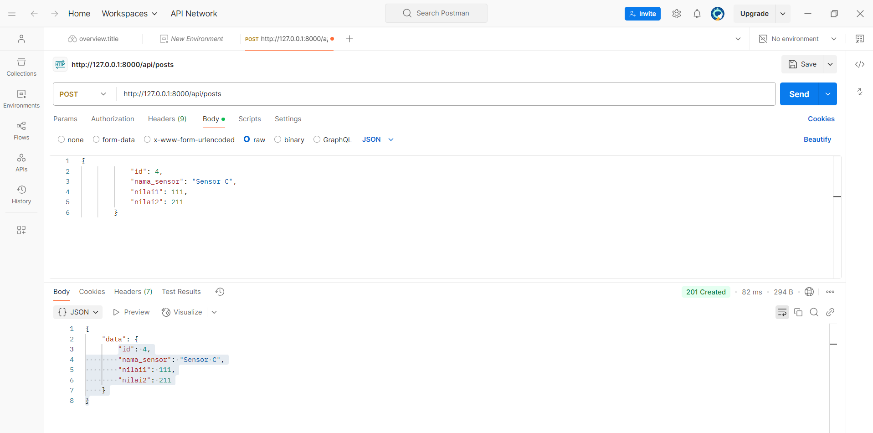 Home Workspaces API Network Search Postman Invite Upgrade
overview.title New Environment POST http://127.0.0.1:8000/a No environment
HTTP http://127.0.0.1:8000/api/posts Save
Collections
Environments
Flows
APIs
History
POST http://127.0.0.1:8000/api/posts Send
Params Authorization Headers (9) Body Scripts Settings Cookies
none form-data x-www-form-urlencoded raw binary GraphQL JSON Beautify
1 {
2 "id": 4,
3 "nama_sensor": "Sensor C",
4 "nilai1": 111,
5 "nilai2": 211
6 }
Body Cookies Headers (7) Test Results 201 Created 82 ms 294 B
{} JSON Preview Visualize
1 {
2 "data": {
3 "id": 4,
4 "nama_sensor": "Sensor C",
5 "nilai1": 111,
6 "nilai2": 211
7 }
8 }